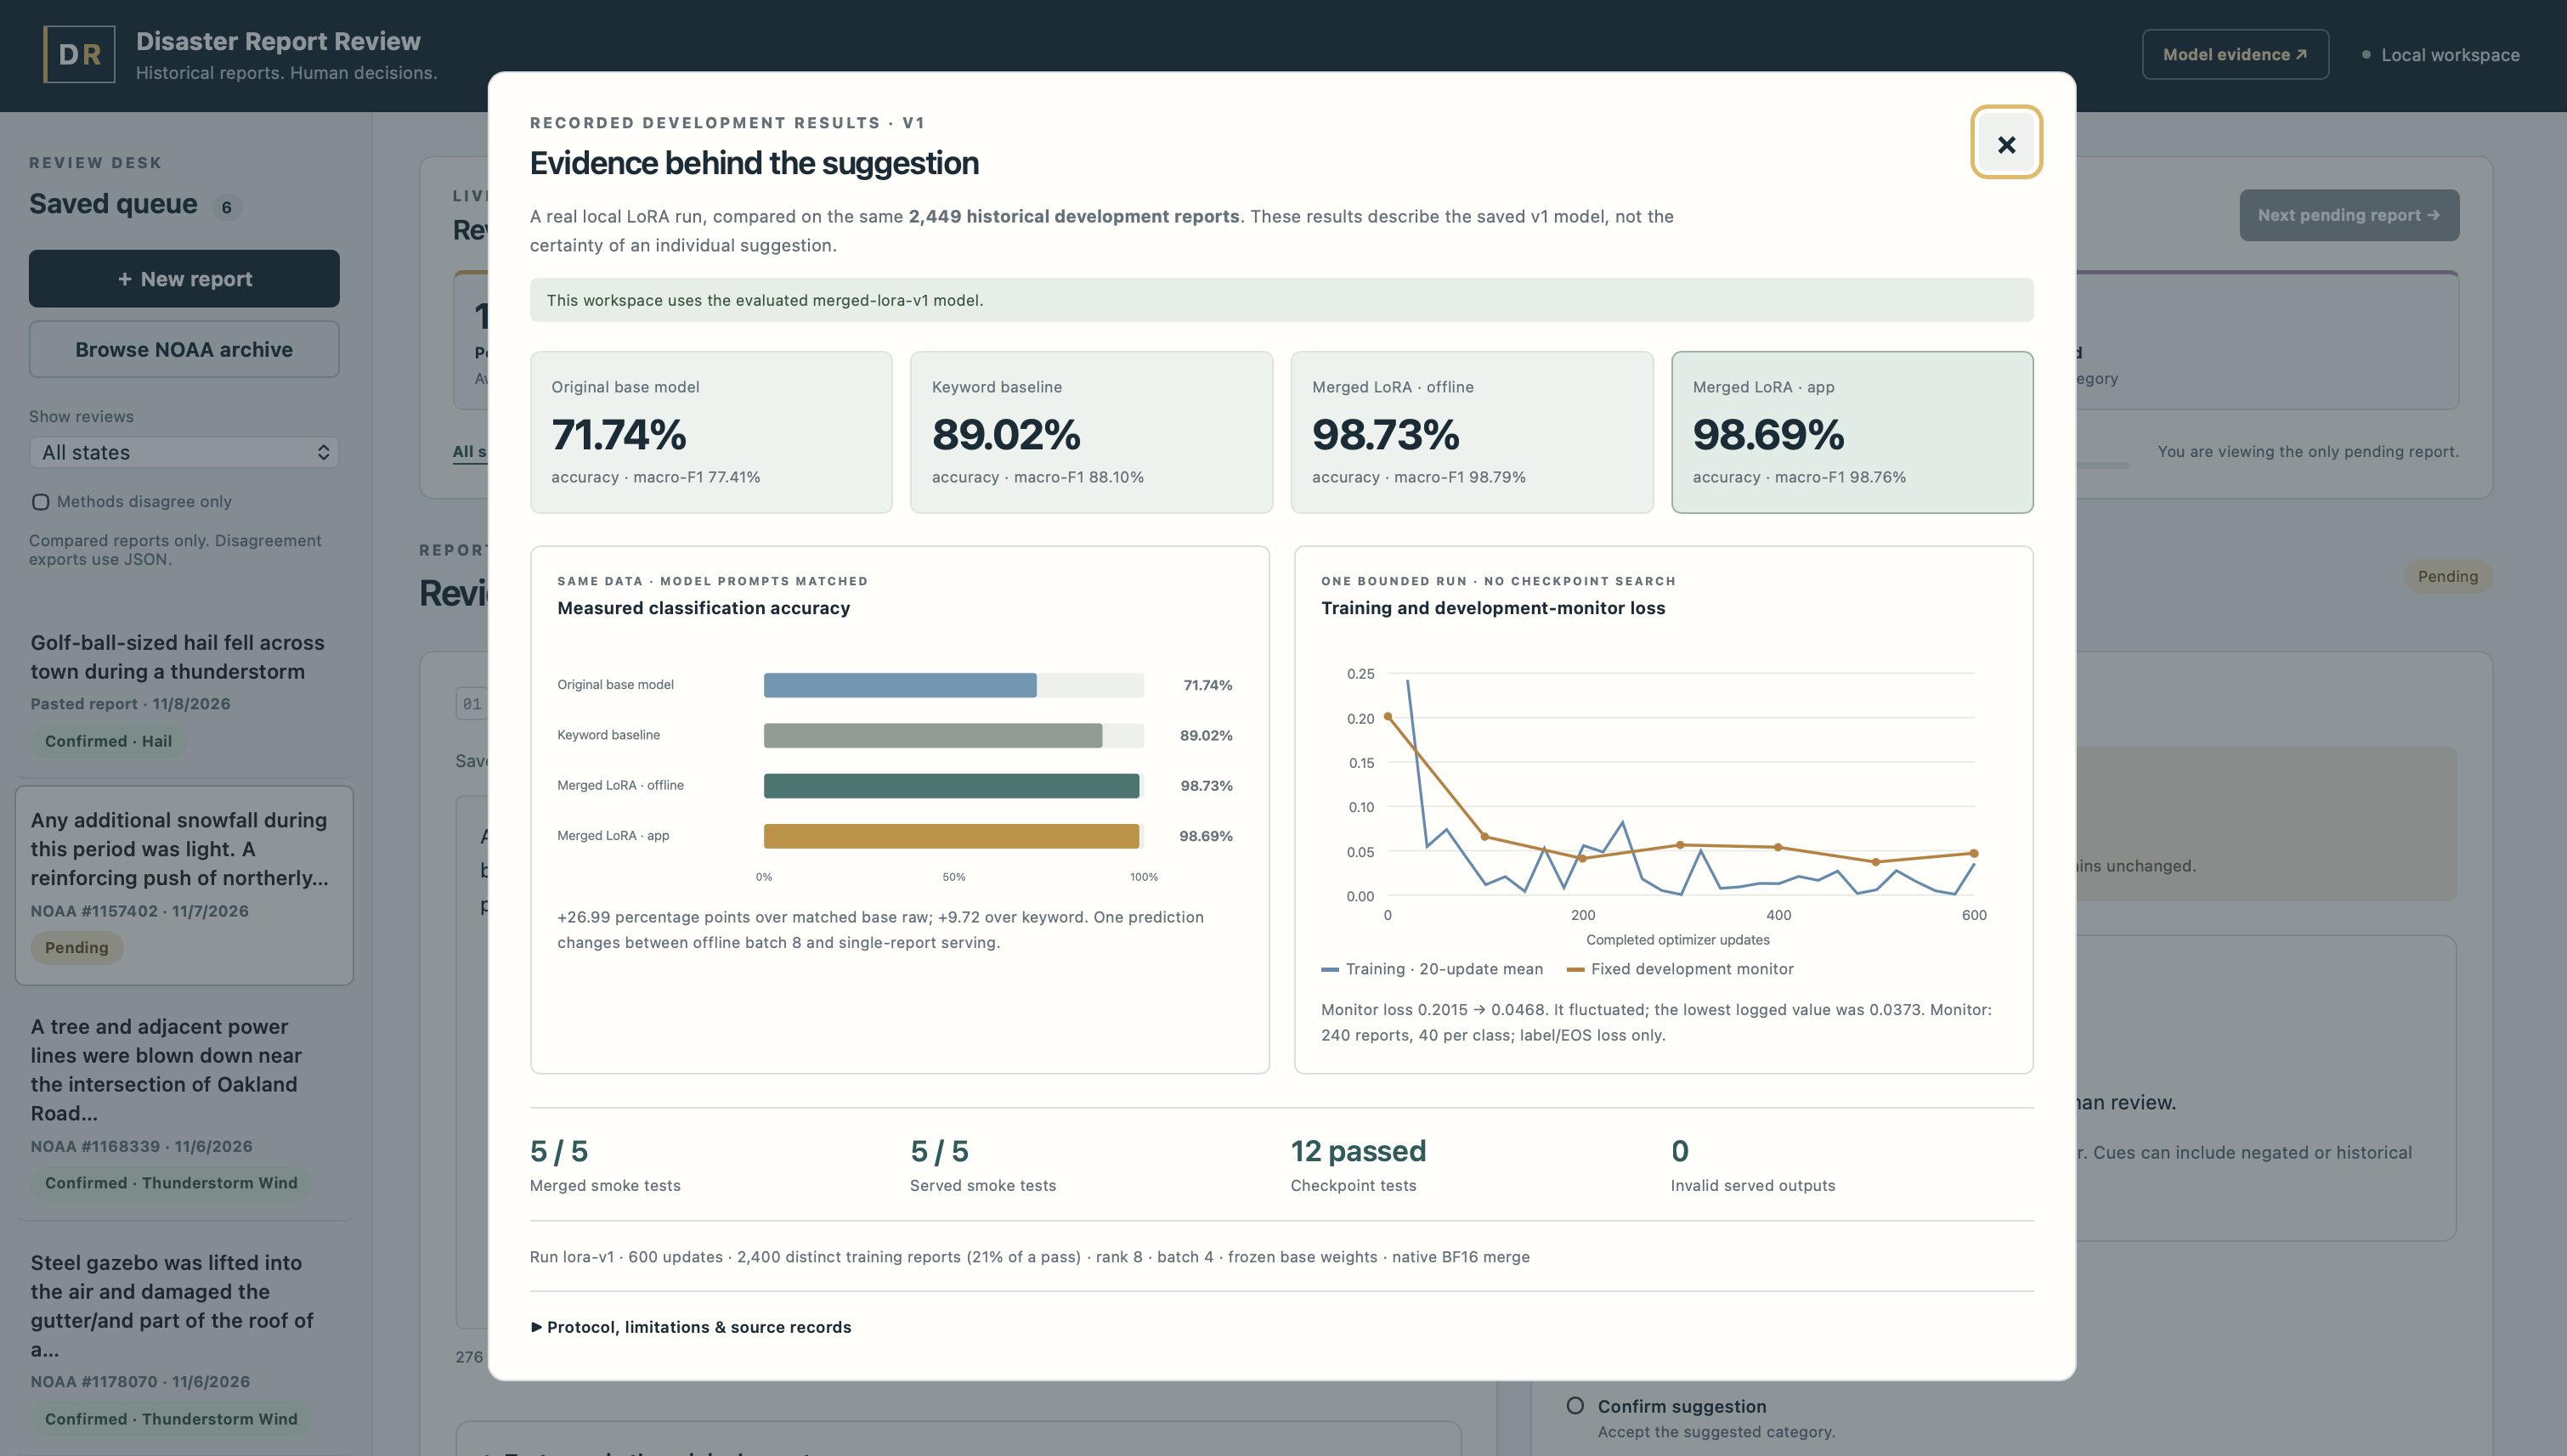 DR
Disaster Report Review
Historical reports. Human decisions.
Model evidence ↗
Local workspace
REVIEW DESK
Saved queue 6
+ New report
Browse NOAA archive
Show reviews
All states
Methods disagree only
Compared reports only. Disagreement
exports use JSON.
Golf-ball-sized hail fell across
town during a thunderstorm
Pasted report · 11/8/2026
Confirmed · Hail
Any additional snowfall during
this period was light. A
reinforcing push of northerly...
NOAA #1157402 · 11/7/2026
Pending
A tree and adjacent power
lines were blown down near
the intersection of Oakland
Road...
NOAA #1168339 · 11/6/2026
Confirmed · Thunderstorm Wind
Steel gazebo was lifted into
the air and damaged the
gutter/and part of the roof of
a...
NOAA #1178070 · 11/6/2026
Confirmed · Thunderstorm Wind
Next pending report →
You are viewing the only pending report.
Pending
01
276
Confirm suggestion
Accept the suggested category.
RECORDED DEVELOPMENT RESULTS · V1
Evidence behind the suggestion
×
A real local LoRA run, compared on the same 2,449 historical development reports. These results describe the saved v1 model, not the
certainty of an individual suggestion.
This workspace uses the evaluated merged-lora-v1 model.
Original base model
71.74%
accuracy · macro-F1 77.41%
Keyword baseline
89.02%
accuracy · macro-F1 88.10%
Merged LoRA · offline
98.73%
accuracy · macro-F1 98.79%
Merged LoRA · app
98.69%
accuracy · macro-F1 98.76%
SAME DATA · MODEL PROMPTS MATCHED
Measured classification accuracy
Original base model 71.74%
Keyword baseline 89.02%
Merged LoRA · offline 98.73%
Merged LoRA · app 98.69%
0% 50% 100%
+26.99 percentage points over matched base raw; +9.72 over keyword. One prediction
changes between offline batch 8 and single-report serving.
ONE BOUNDED RUN · NO CHECKPOINT SEARCH
Training and development-monitor loss
0.25
0.20
0.15
0.10
0.05
0.00
0 200 400 600
Completed optimizer updates
Training · 20-update mean Fixed development monitor
Monitor loss 0.2015 → 0.0468. It fluctuated; the lowest logged value was 0.0373. Monitor:
240 reports, 40 per class; label/EOS loss only.
5 / 5
Merged smoke tests
5 / 5
Served smoke tests
12 passed
Checkpoint tests
0
Invalid served outputs
Run lora-v1 · 600 updates · 2,400 distinct training reports (21% of a pass) · rank 8 · batch 4 · frozen base weights · native BF16 merge
▶ Protocol, limitations & source records
ains unchanged.
an review.
r. Cues can include negated or historical